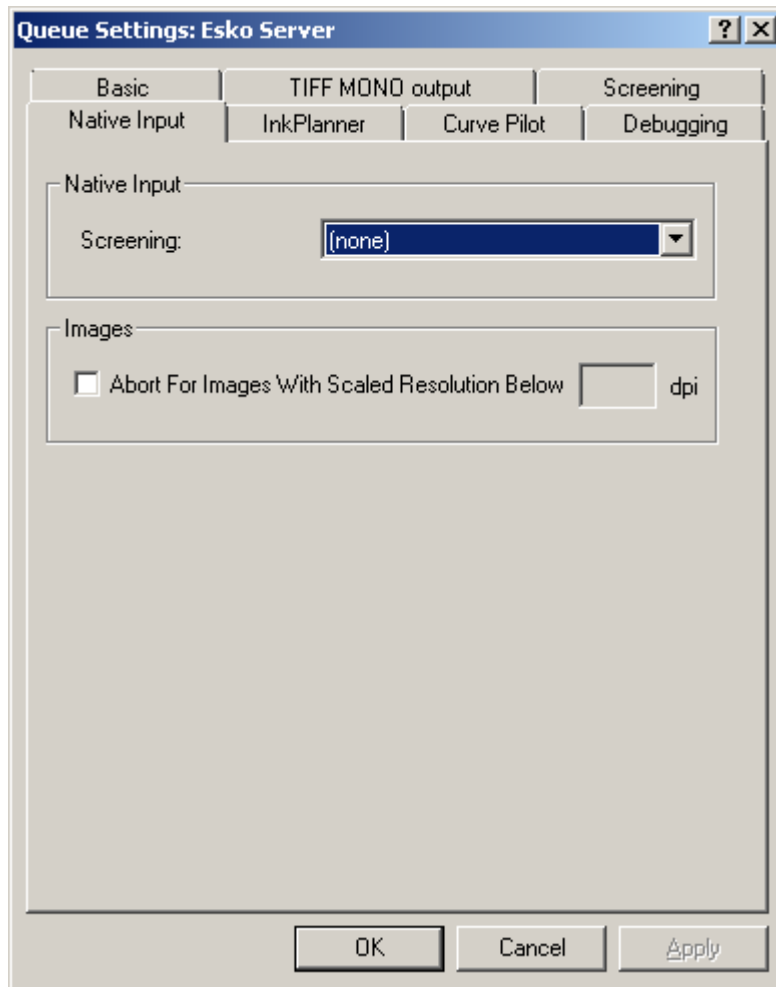 Queue Settings: Esko Server
Basic TIFF MONO output Screening
Native Input InkPlanner Curve Pilot Debugging
Native Input
Screening: (none)
Images
Abort For Images With Scaled Resolution Below dpi
OK Cancel Apply